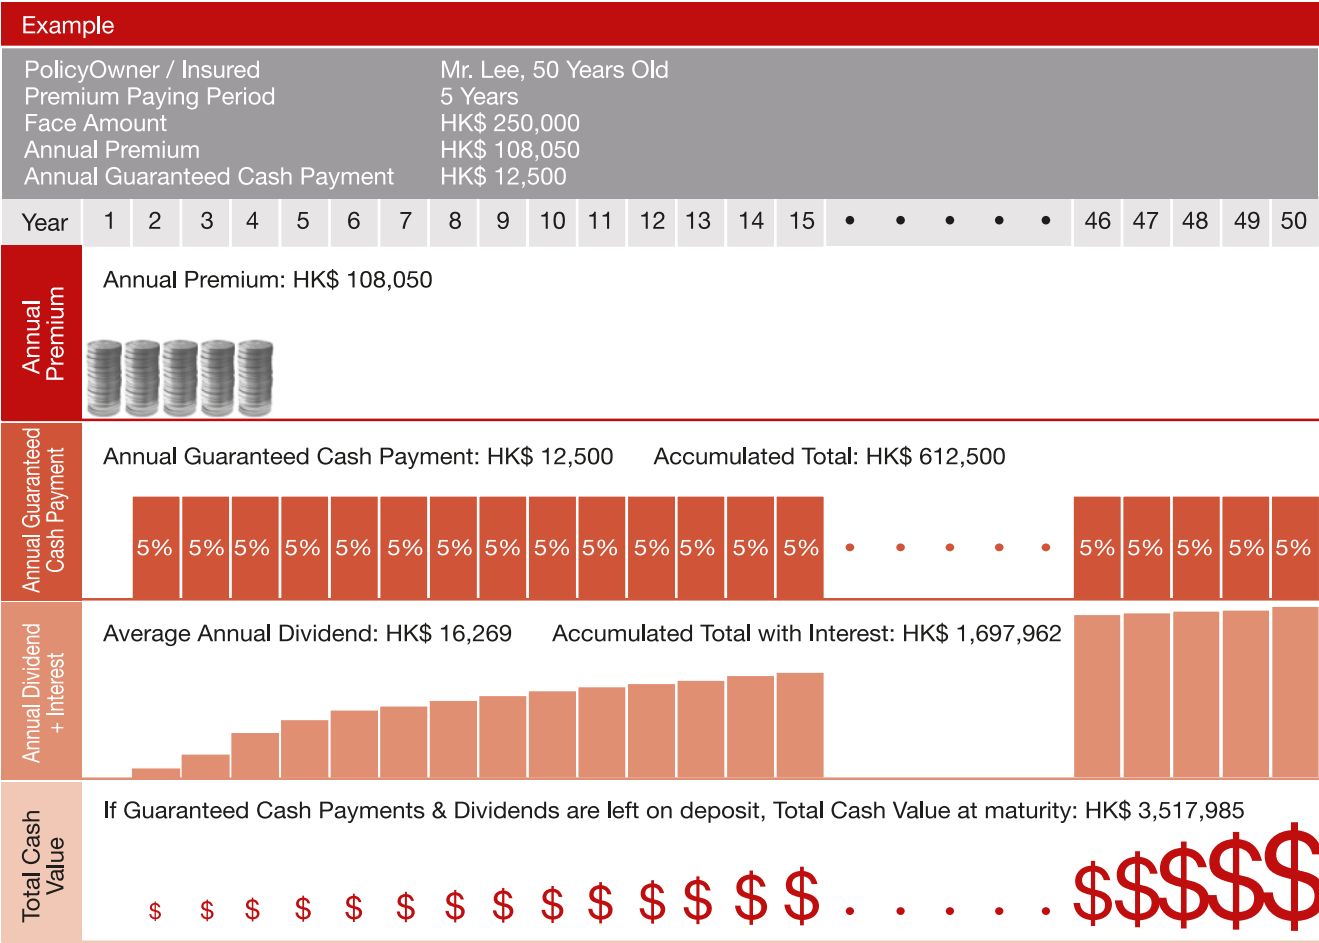 Example
PolicyOwner / Insured Mr. Lee, 50 Years Old
Premium Paying Period 5 Years
Face Amount HK$ 250,000
Annual Premium HK$ 108,050
Annual Guaranteed Cash Payment HK$ 12,500
Year 1 2 3 4 5 6 7 8 9 10 11 12 13 14 15 • • • • • 46 47 48 49 50
Annual
Premium
Annual Premium: HK$ 108,050
Annual Guaranteed
Cash Payment
Annual Guaranteed Cash Payment: HK$ 12,500 Accumulated Total: HK$ 612,500
5% 5% 5% 5% 5% 5% 5% 5% 5% 5% 5% 5% 5% 5% • • • • • 5% 5% 5% 5% 5%
Annual Dividend
+ Interest
Average Annual Dividend: HK$ 16,269 Accumulated Total with Interest: HK$ 1,697,962
Total Cash
Value
If Guaranteed Cash Payments & Dividends are left on deposit, Total Cash Value at maturity: HK$ 3,517,985
$ $ $ $ $ $ $ $ $ $ $ $ $ $ • • • • • $ $ $ $ $